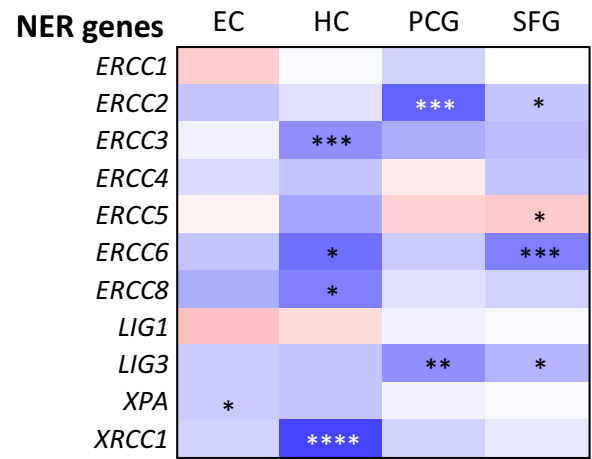 NER genes EC HC PCG SFG
ERCC1
ERCC2 *** *
ERCC3 ***
ERCC4
ERCC5 *
ERCC6 * ***
ERCC8 *
LIG1
LIG3 ** *
XPA *
XRCC1 ****